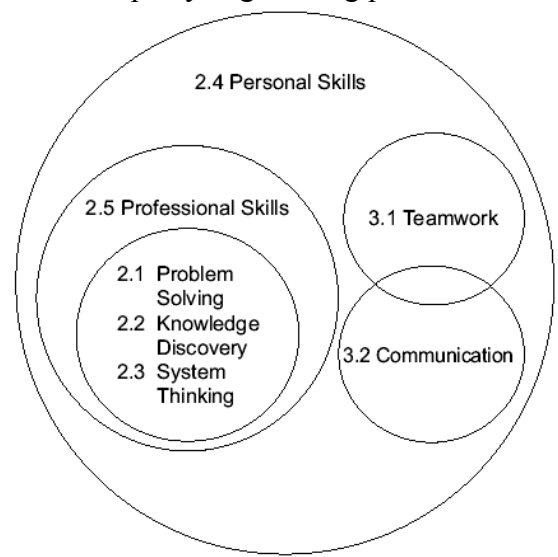 2.4 Personal Skills
2.5 Professional Skills
2.1 Problem
Solving
2.2 Knowledge
Discovery
2.3 System
Thinking
3.1 Teamwork
3.2 Communication